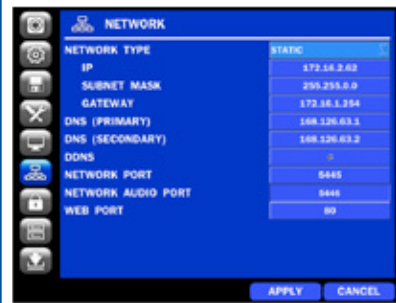 NETWORK
NETWORK TYPE STATIC
IP 172.16.2.62
SUBNET MASK 255.255.0.0
GATEWAY 172.16.1.254
DNS (PRIMARY) 168.126.63.1
DNS (SECONDARY) 168.126.63.2
DDNS
NETWORK PORT 5445
NETWORK AUDIO PORT 5446
WEB PORT 80
APPLY CANCEL